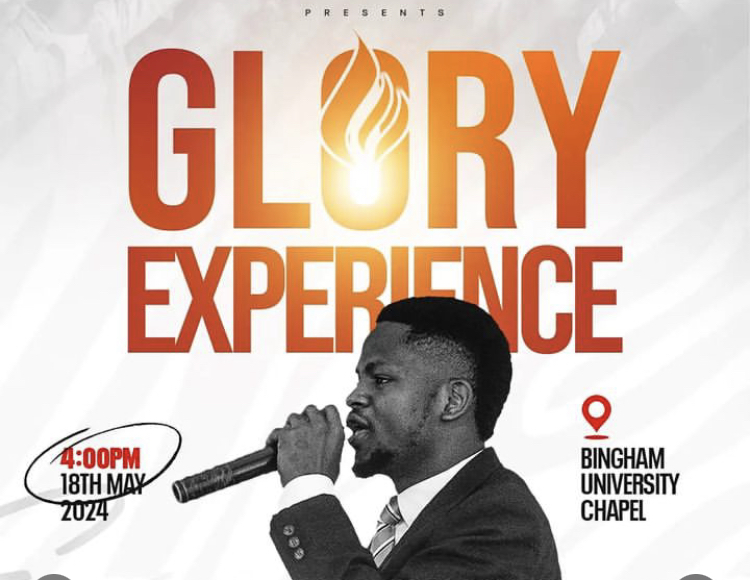 PRESENTS
GLORY
EXPERIENCE
4:00PM
18TH MAY
2024
BINGHAM
UNIVERSITY
CHAPEL